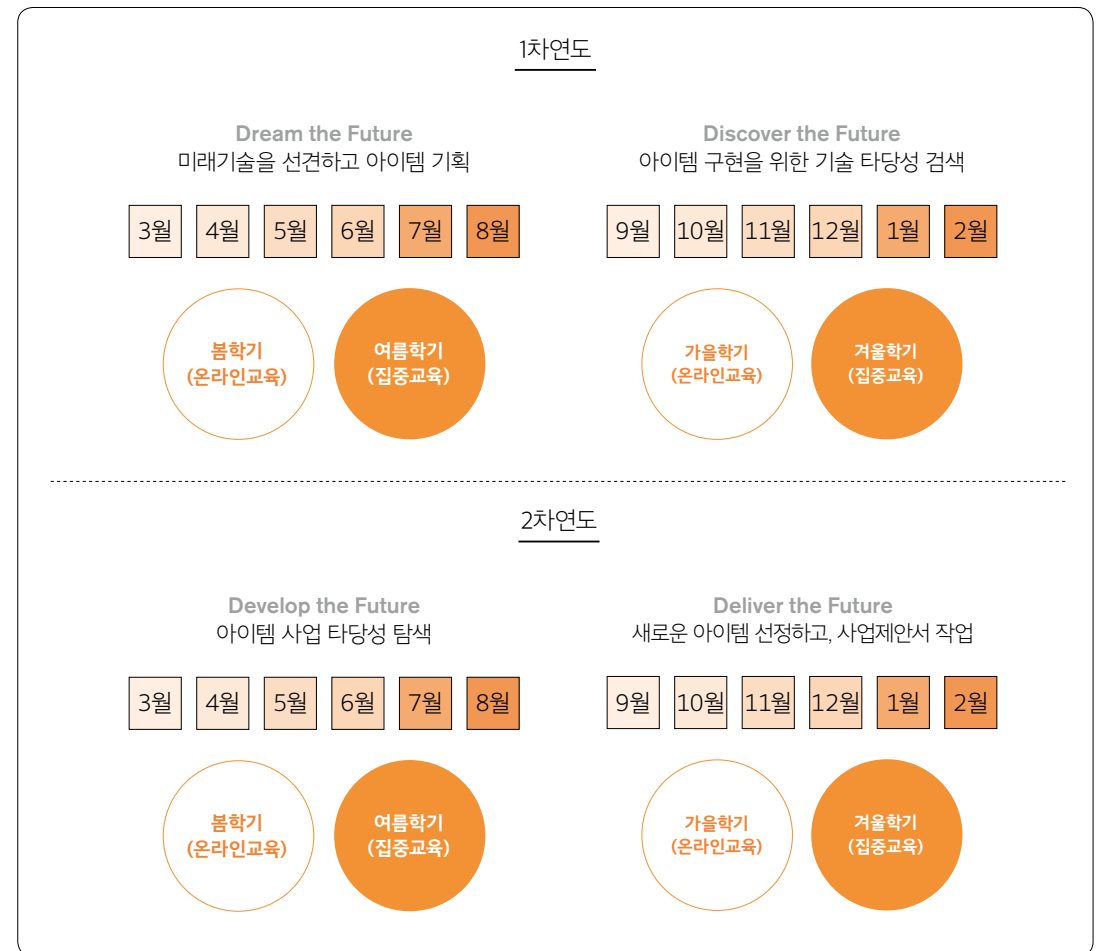 1차연도
Dream the Future
미래기술을 선견하고 아이템 기획
3월 4월 5월 6월 7월 8월
봄학기
(온라인교육)
여름학기
(집중교육)
Discover the Future
아이템 구현을 위한 기술 타당성 검색
9월 10월 11월 12월 1월 2월
가을학기
(온라인교육)
겨울학기
(집중교육)
2차연도
Develop the Future
아이템 사업 타당성 탐색
3월 4월 5월 6월 7월 8월
봄학기
(온라인교육)
여름학기
(집중교육)
Deliver the Future
새로운 아이템 선정하고, 사업제안서 작업
9월 10월 11월 12월 1월 2월
가을학기
(온라인교육)
겨울학기
(집중교육)